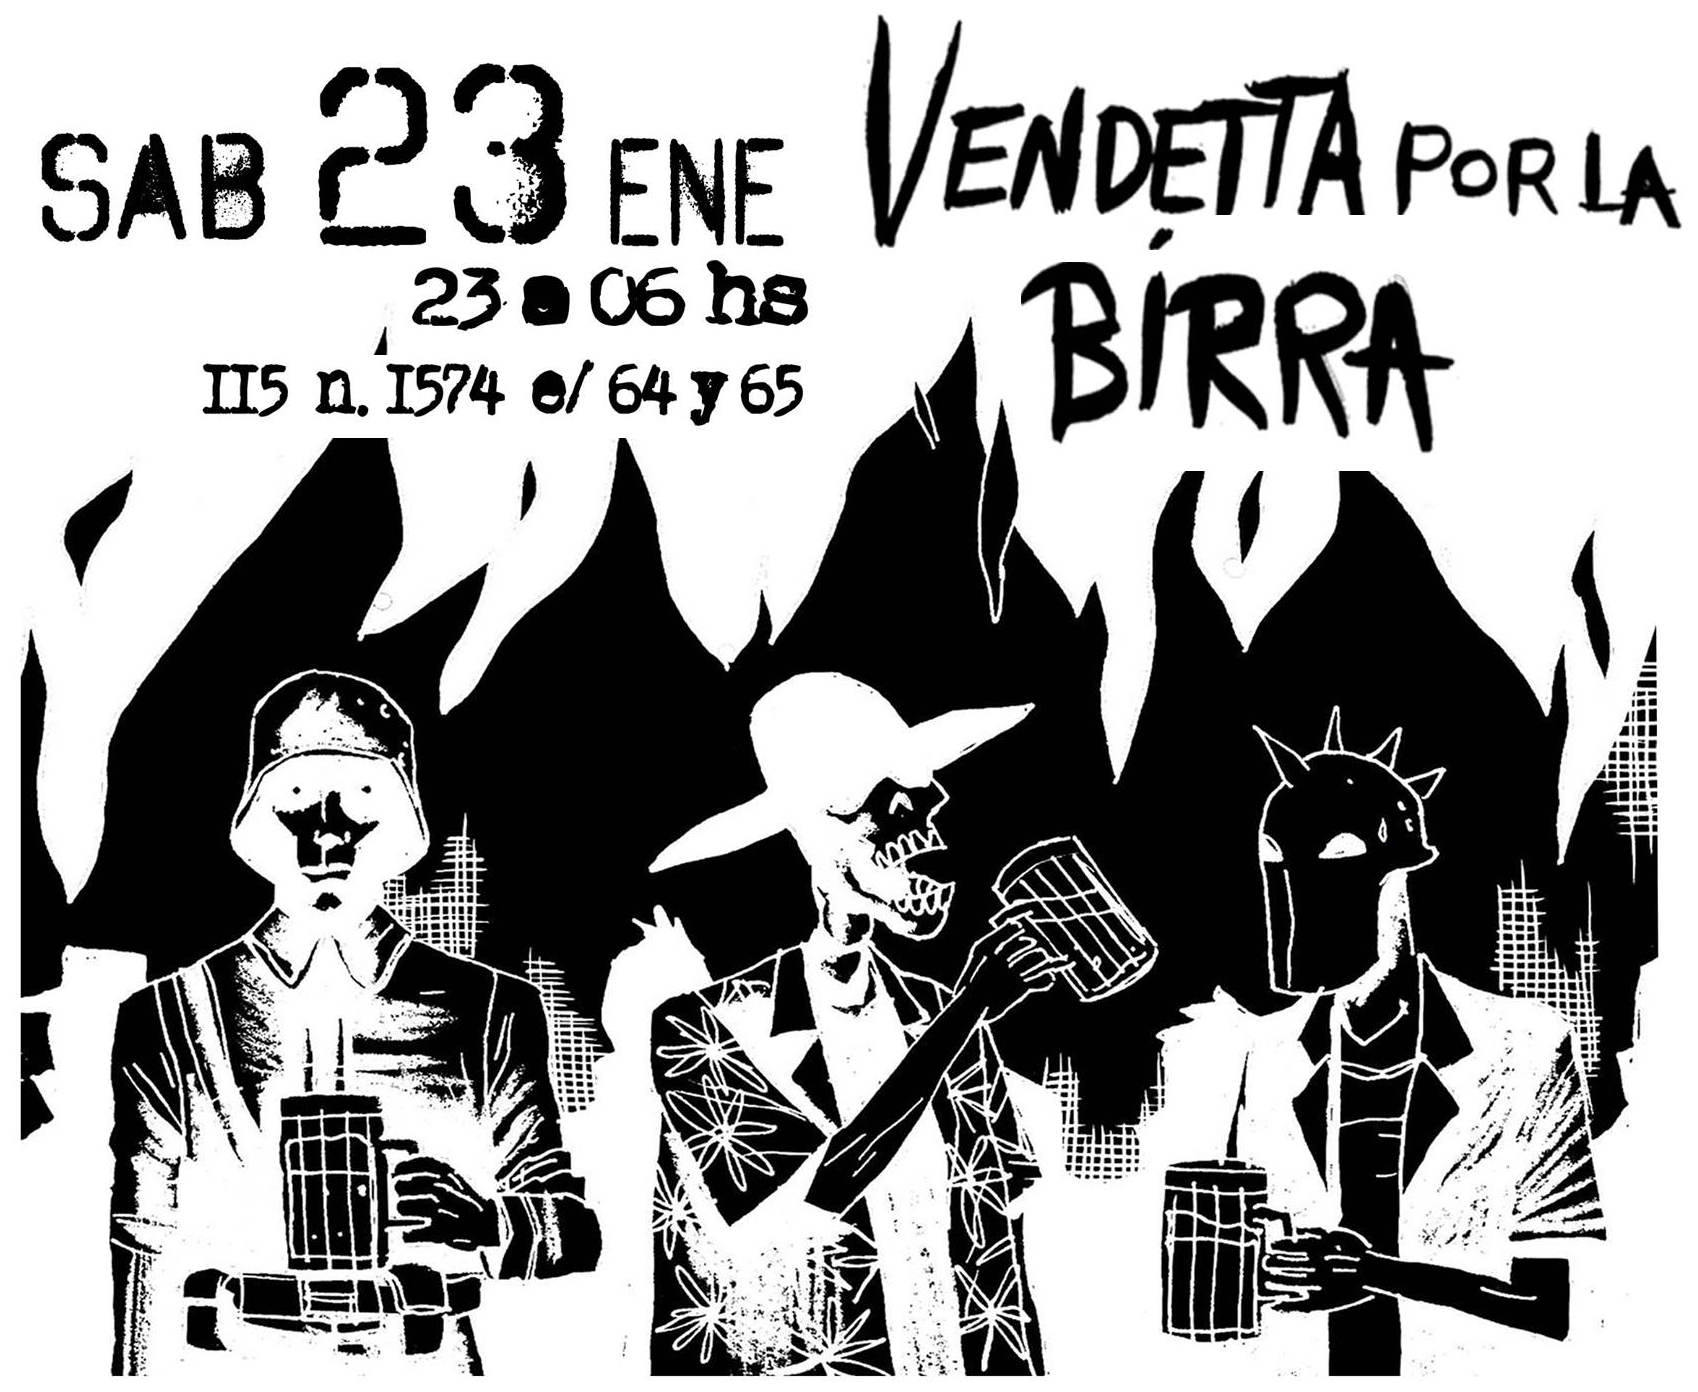 SAB 23 ENE
23 a 06 hs
115 n. 1574 e/ 64 y 65
VENDETTA POR LA
BIRRA